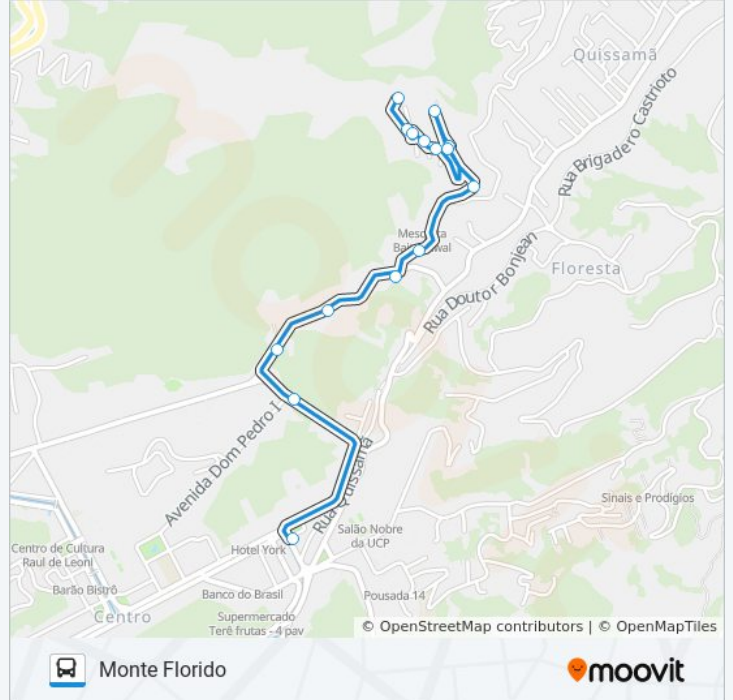 Quissamã
Rua Brigadero Castrioto
Mesquita
Floresta
Rua Doutor Bonjean
Avenida Dom Pedro I
Rua Quissamã
Sinais e Prodígios
Salão Nobre
da UCP
Hotel York
Centro de Cultura
Raul de Leoni
Barão Bistrô
Banco do Brasil
Pousada 14
Centro
Supermercado
Terê frutas - 4 pav
© OpenStreetMap contributors | © OpenMapTiles
Monte Florido
moovit